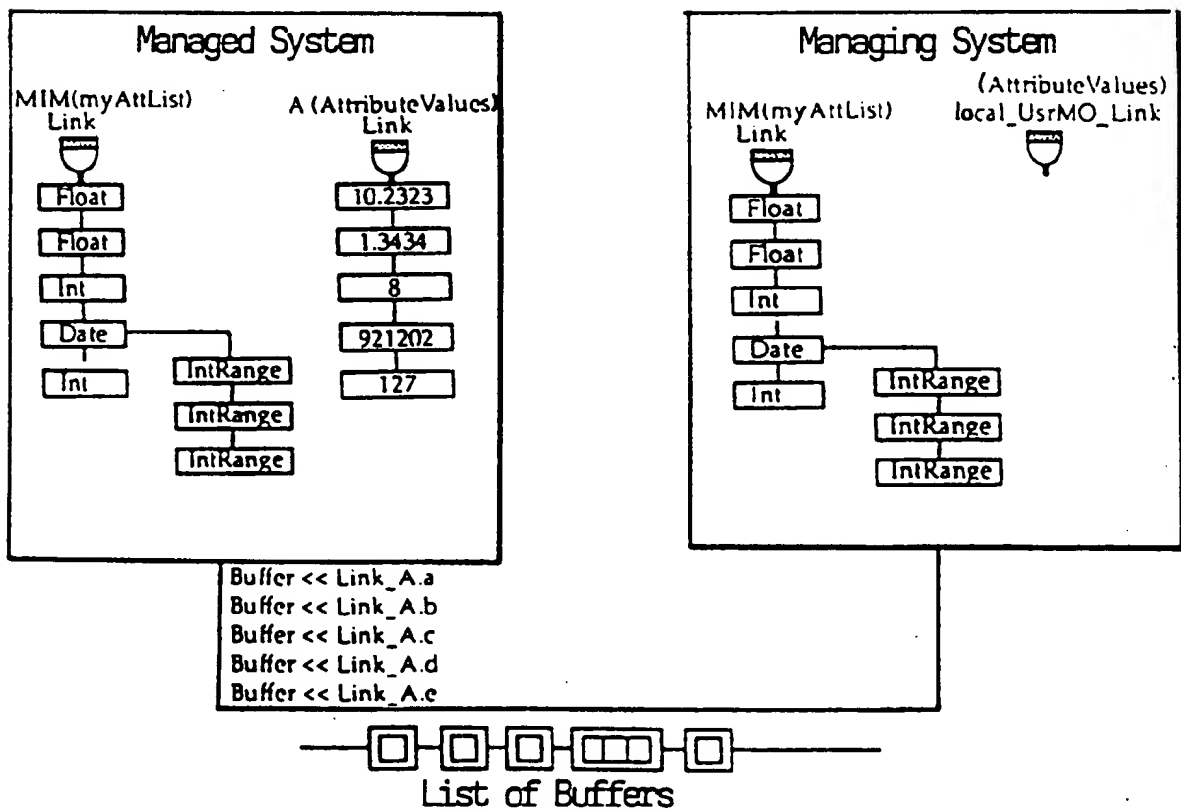 Managed System
MIM(myAttList)
Link
Float
Float
Int
Date
Int
IntRange
IntRange
IntRange
A (AttributeValues)
Link
10.2323
1.3434
8
921202
127
Managing System
MIM(myAttList)
Link
Float
Float
Int
Date
Int
IntRange
IntRange
IntRange
(AttributeValues)
local_UsrMO_Link
Buffer << Link_A.a
Buffer << Link_A.b
Buffer << Link_A.c
Buffer << Link_A.d
Buffer << Link_A.e
List of Buffers